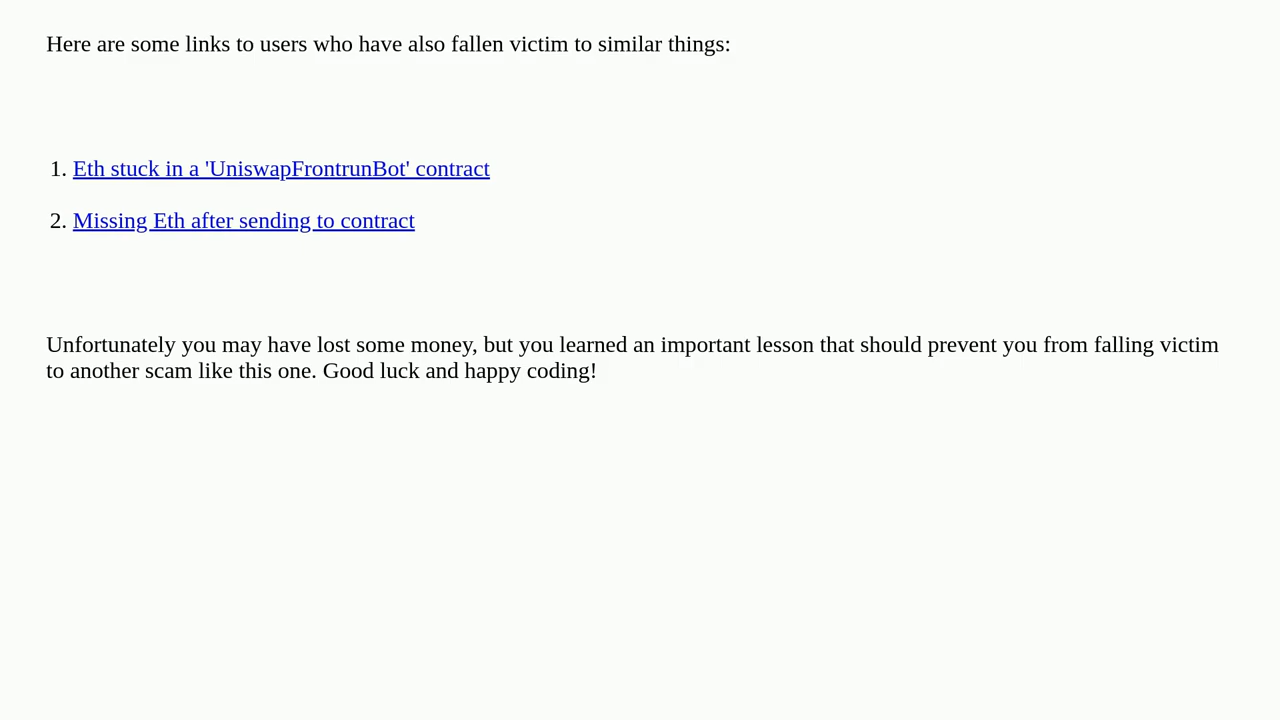 Here are some links to users who have also fallen victim to similar things:
1. Eth stuck in a 'UniswapFrontrunBot' contract
2. Missing Eth after sending to contract
Unfortunately you may have lost some money, but you learned an important lesson that should prevent you from falling victim
to another scam like this one. Good luck and happy coding!